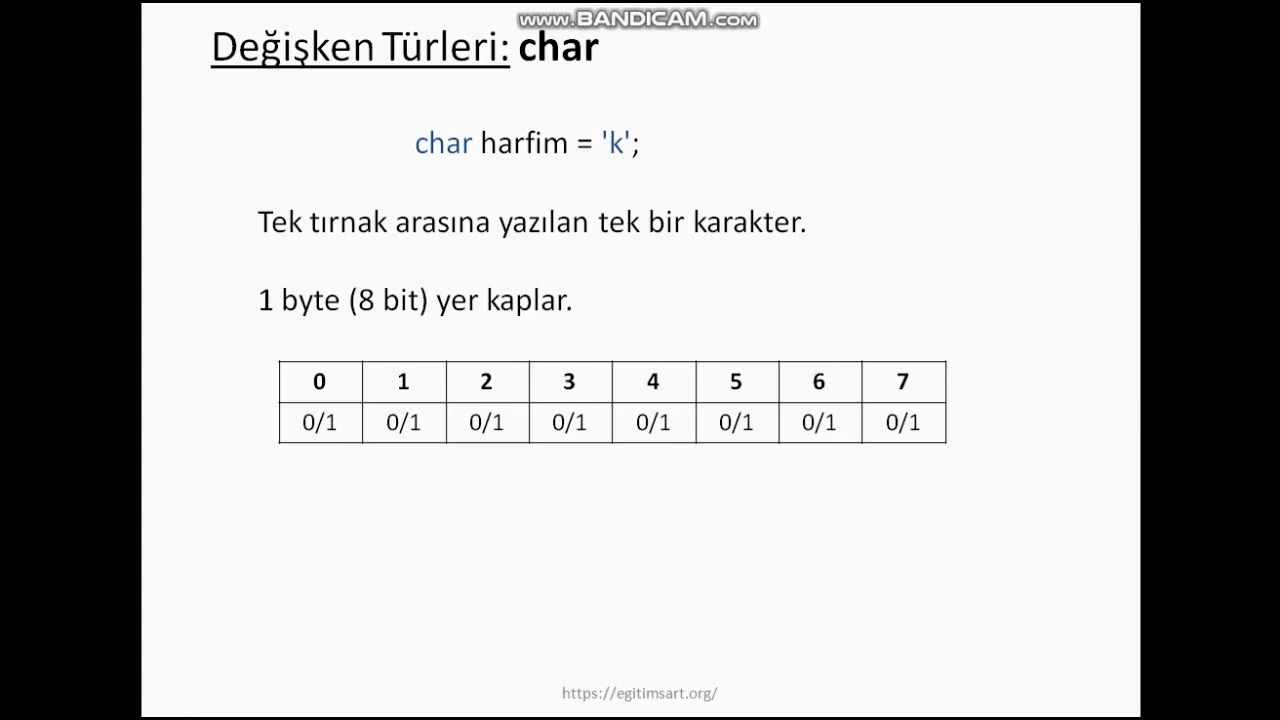 www.BANDICAM.com
Değişken Türleri: char
char harfim = 'k';
Tek tırnak arasına yazılan tek bir karakter.
1 byte (8 bit) yer kaplar.
0 1 2 3 4 5 6 7
0/1 0/1 0/1 0/1 0/1 0/1 0/1 0/1
https://egitimsart.org/